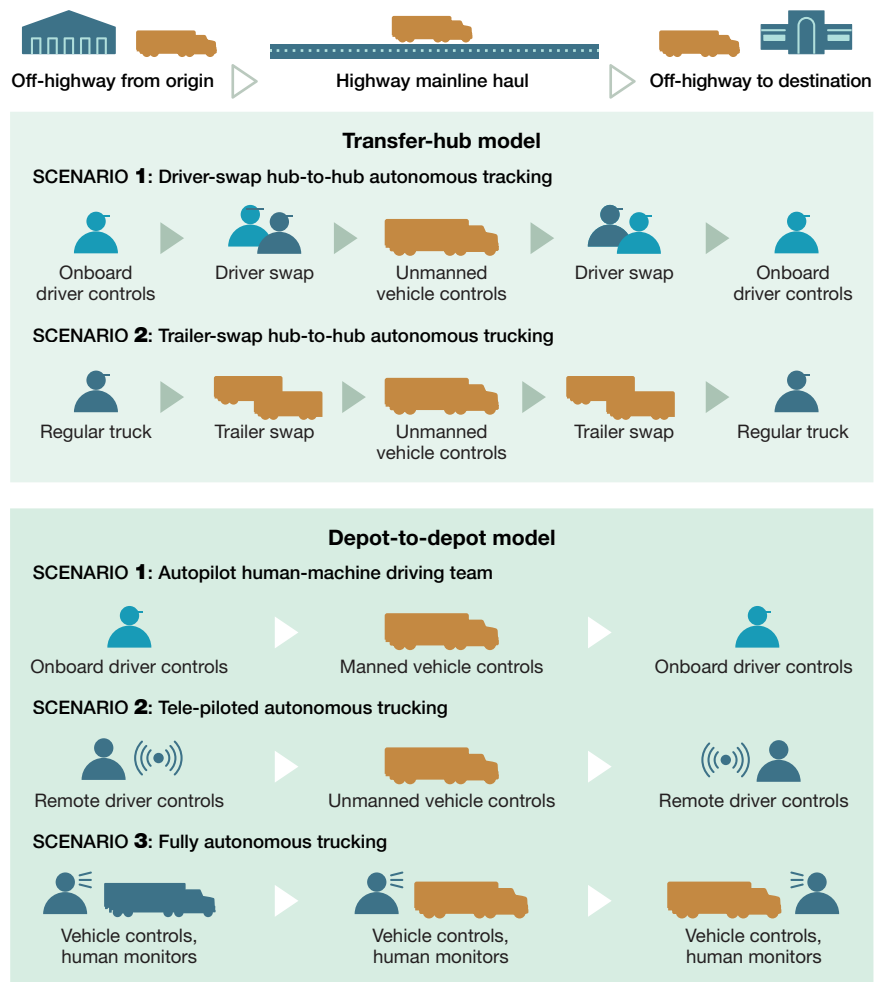 Off-highway from origin
Highway mainline haul
Off-highway to destination
Transfer-hub model
SCENARIO 1: Driver-swap hub-to-hub autonomous tracking
Onboard
driver controls
Driver swap
Unmanned
vehicle controls
Driver swap
Onboard
driver controls
SCENARIO 2: Trailer-swap hub-to-hub autonomous trucking
Regular truck
Trailer swap
Unmanned
vehicle controls
Trailer swap
Regular truck
Depot-to-depot model
SCENARIO 1: Autopilot human-machine driving team
Onboard driver controls
Manned vehicle controls
Onboard driver controls
SCENARIO 2: Tele-piloted autonomous trucking
Remote driver controls
Unmanned vehicle controls
Remote driver controls
SCENARIO 3: Fully autonomous trucking
Vehicle controls,
human monitors
Vehicle controls,
human monitors
Vehicle controls,
human monitors